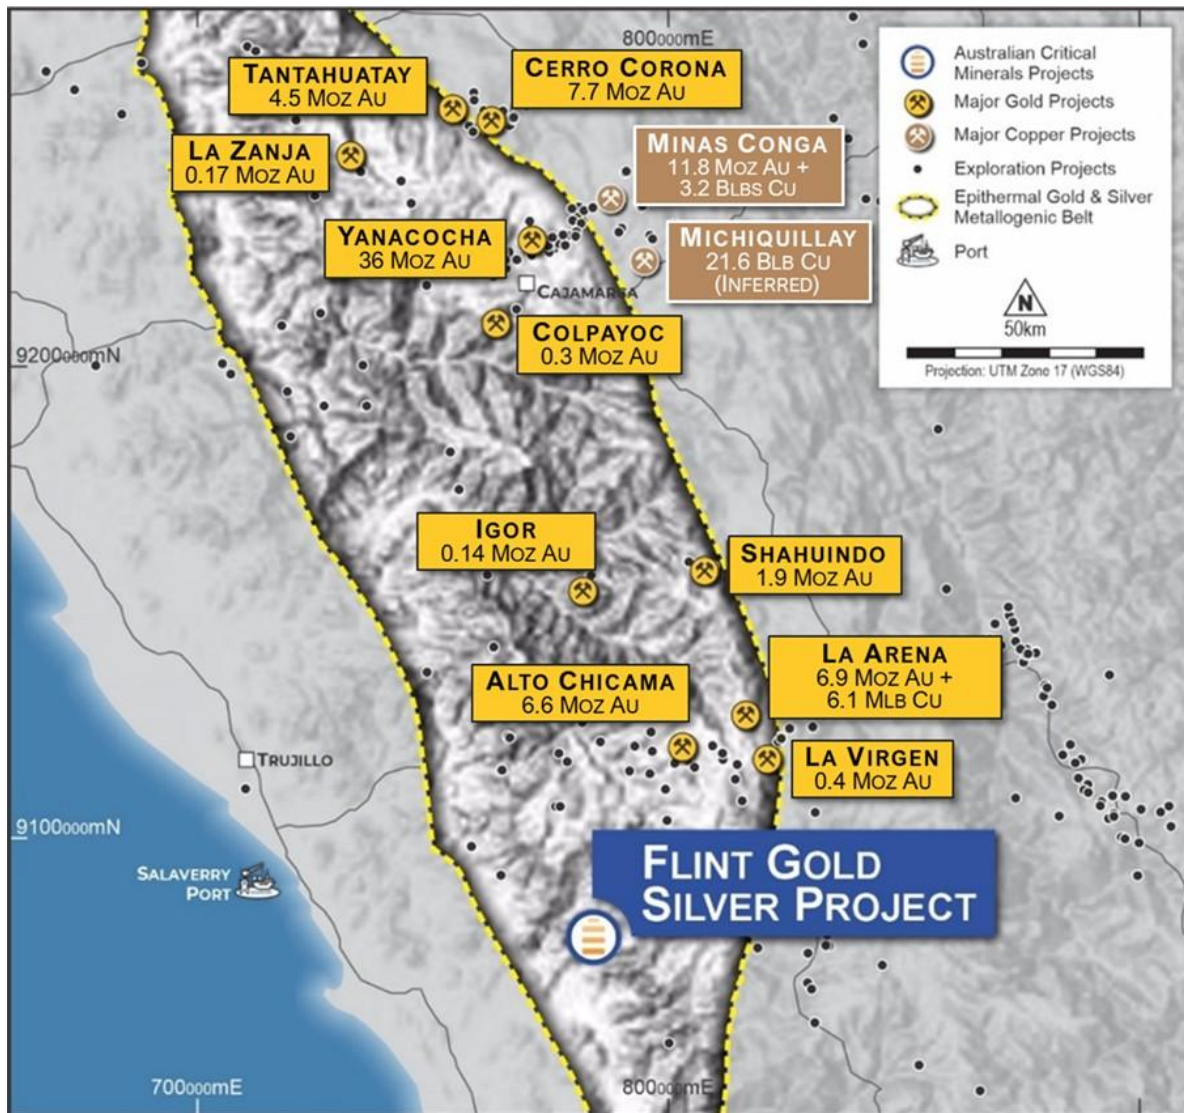 800000mE
TANTAHUATAY
4.5 MOZ AU
CERRO CORONA
7.7 MOZ AU
LA ZANJA
0.17 MOZ AU
MINAS CONGA
11.8 MOZ AU +
3.2 BLBS CU
YANACOCHA
36 MOZ AU
MICHIQUILLAY
21.6 BLB CU
(INFERRED)
CAJAMARCA
COLPAYOC
0.3 MOZ AU
9200000mN
Australian Critical
Minerals Projects
Major Gold Projects
Major Copper Projects
Exploration Projects
Epithermal Gold & Silver
Metallogenic Belt
Port
N
50km
Projection: UTM Zone 17 (WGS84)
IGOR
0.14 MOZ AU
SHAHUINDO
1.9 MOZ AU
ALTO CHICAMA
6.6 MOZ AU
LA ARENA
6.9 MOZ AU +
6.1 MLB CU
LA VIRGEN
0.4 MOZ AU
TRUJILLO
9100000mN
SALAVERRY
PORT
FLINT GOLD
SILVER PROJECT
700000mE
800000mE